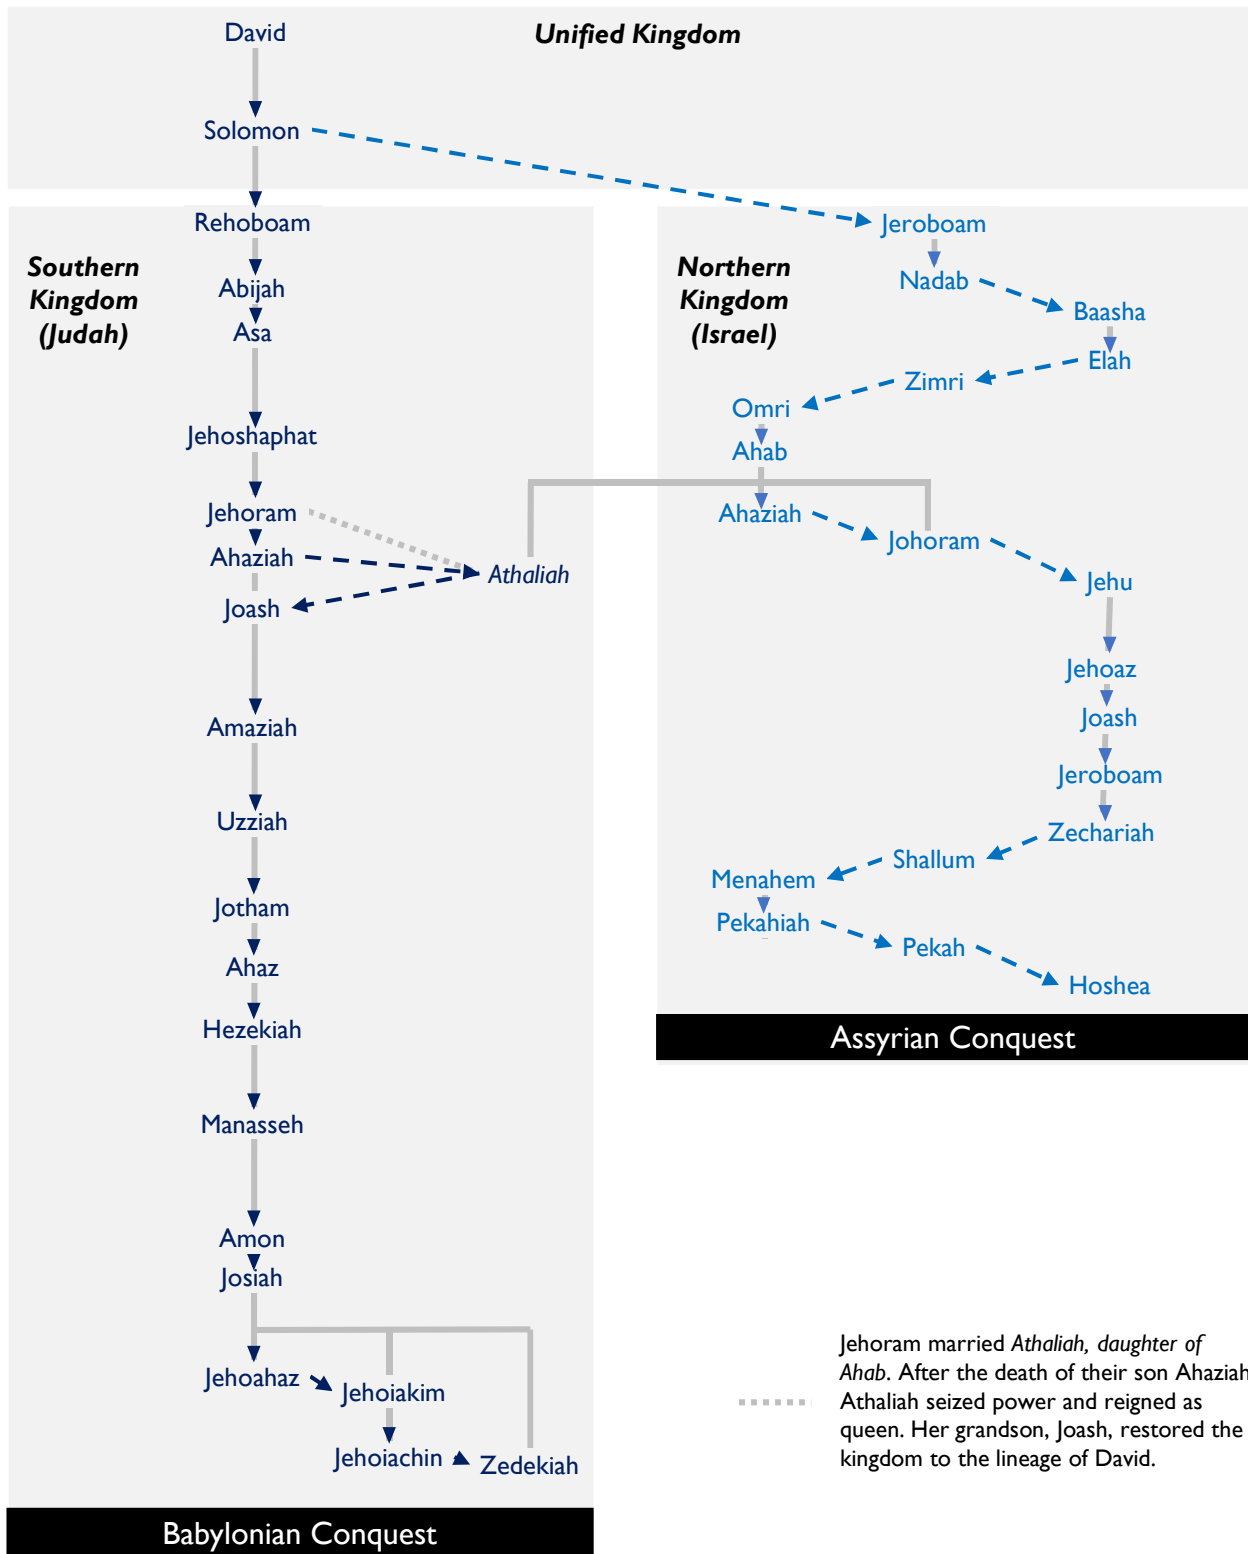 David
Unified Kingdom
Solomon
Rehoboam
Jeroboam
Southern
Kingdom
(Judah)
Northern
Kingdom
(Israel)
Abijah
Asa
Jehoshaphat
Jehoram
Ahaziah
Athaliah
Joash
Amaziah
Uzziah
Jotham
Ahaz
Hezekiah
Manasseh
Amon
Josiah
Jehoahaz
Jehoiakim
Jehoiachin
Zedekiah
Babylonian Conquest
Nadab
Baasha
Elah
Zimri
Omri
Ahab
Ahaziah
Johoram
Jehu
Jehoaz
Joash
Jeroboam
Zechariah
Shallum
Menahem
Pekahiah
Pekah
Hoshea
Assyrian Conquest
Jehoram married Athaliah, daughter of
Ahab. After the death of their son Ahaziah
Athaliah seized power and reigned as
queen. Her grandson, Joash, restored the
kingdom to the lineage of David.